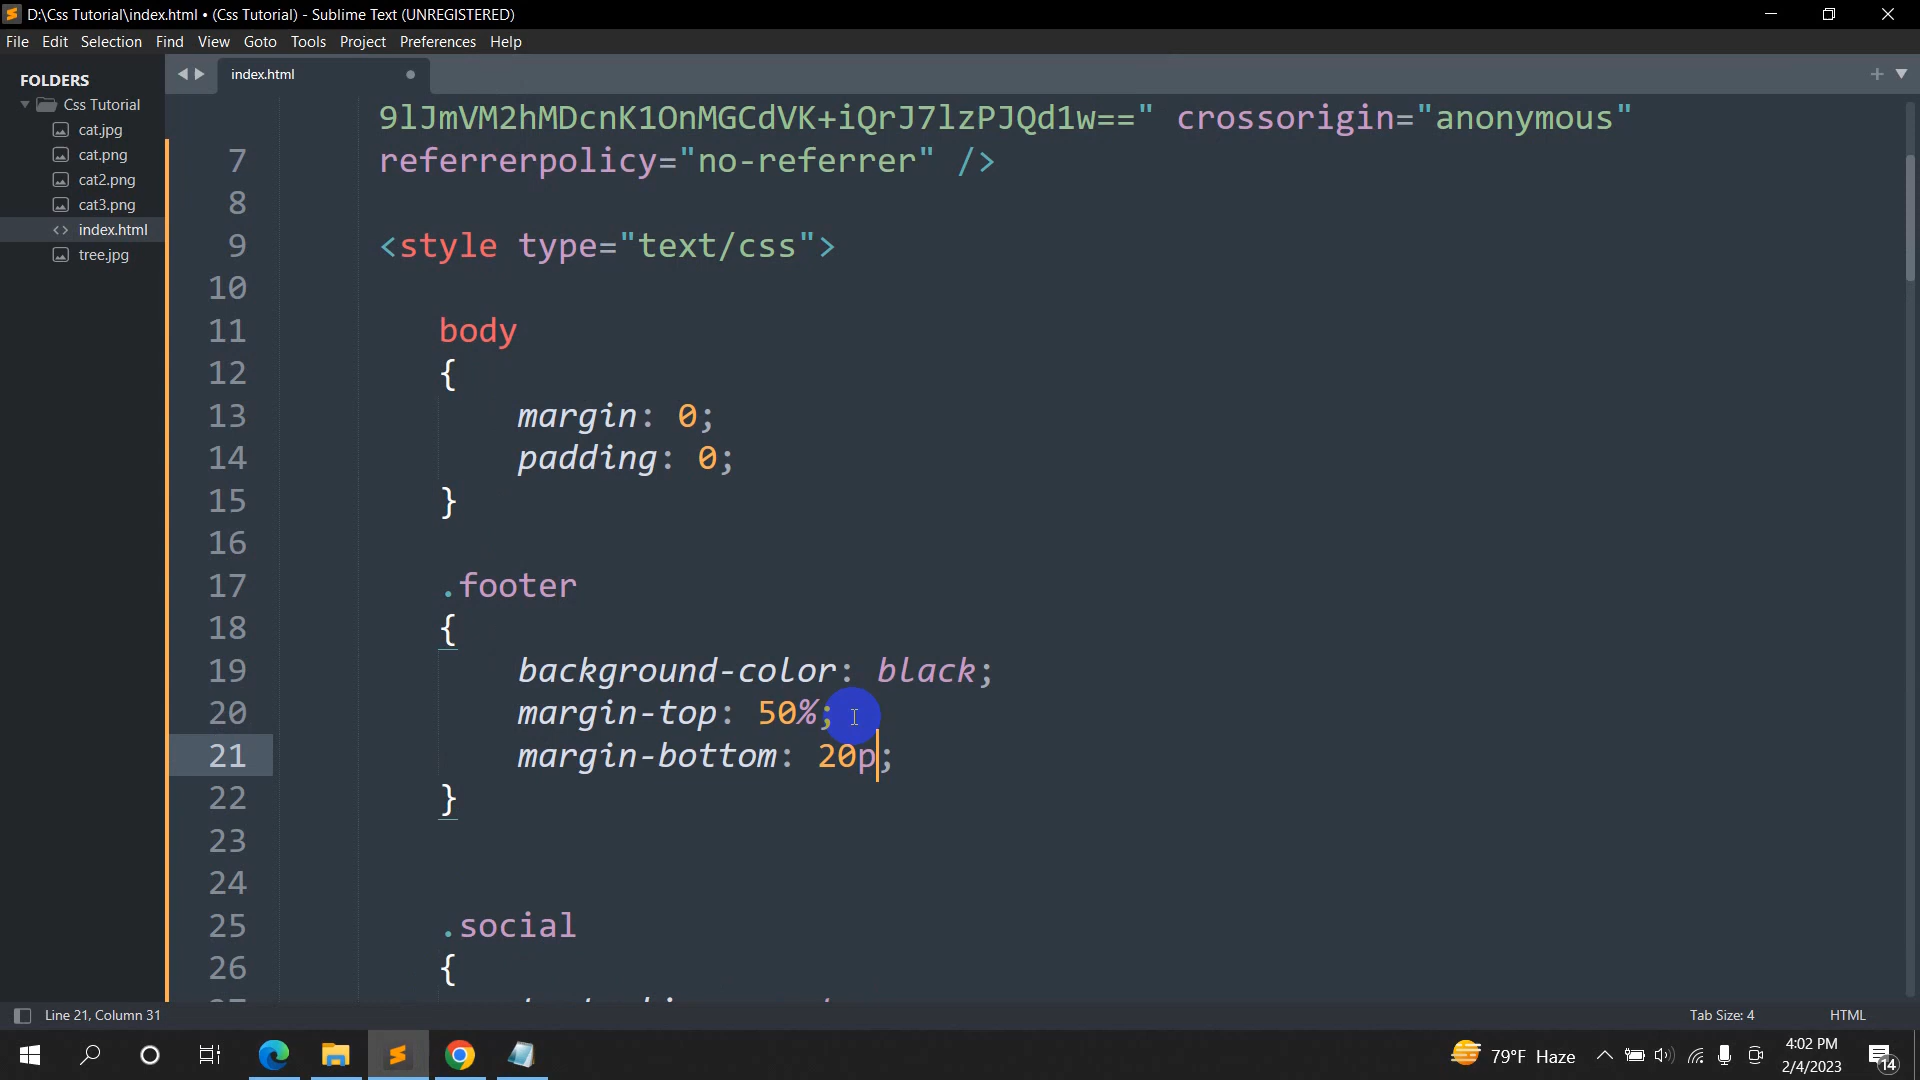 D:\Css Tutorial\index.html • (Css Tutorial) - Sublime Text (UNREGISTERED)
File Edit Selection Find View Goto Tools Project Preferences Help
FOLDERS
Css Tutorial
cat.jpg
cat.png
cat2.png
cat3.png
index.html
tree.jpg
index.html
9lJmVM2hMDcnK1OnMGCdVK+iQrJ7lzPJQd1w==" crossorigin="anonymous"
7 referrerpolicy="no-referrer" />
8
9 <style type="text/css">
10
11 body
12 {
13 margin: 0;
14 padding: 0;
15 }
16
17 .footer
18 {
19 background-color: black;
20 margin-top: 50%;
21 margin-bottom: 20p;
22 }
23
24
25 .social
26 {
Line 21, Column 31
Tab Size: 4
HTML
79°F Haze
4:02 PM
2/4/2023
14